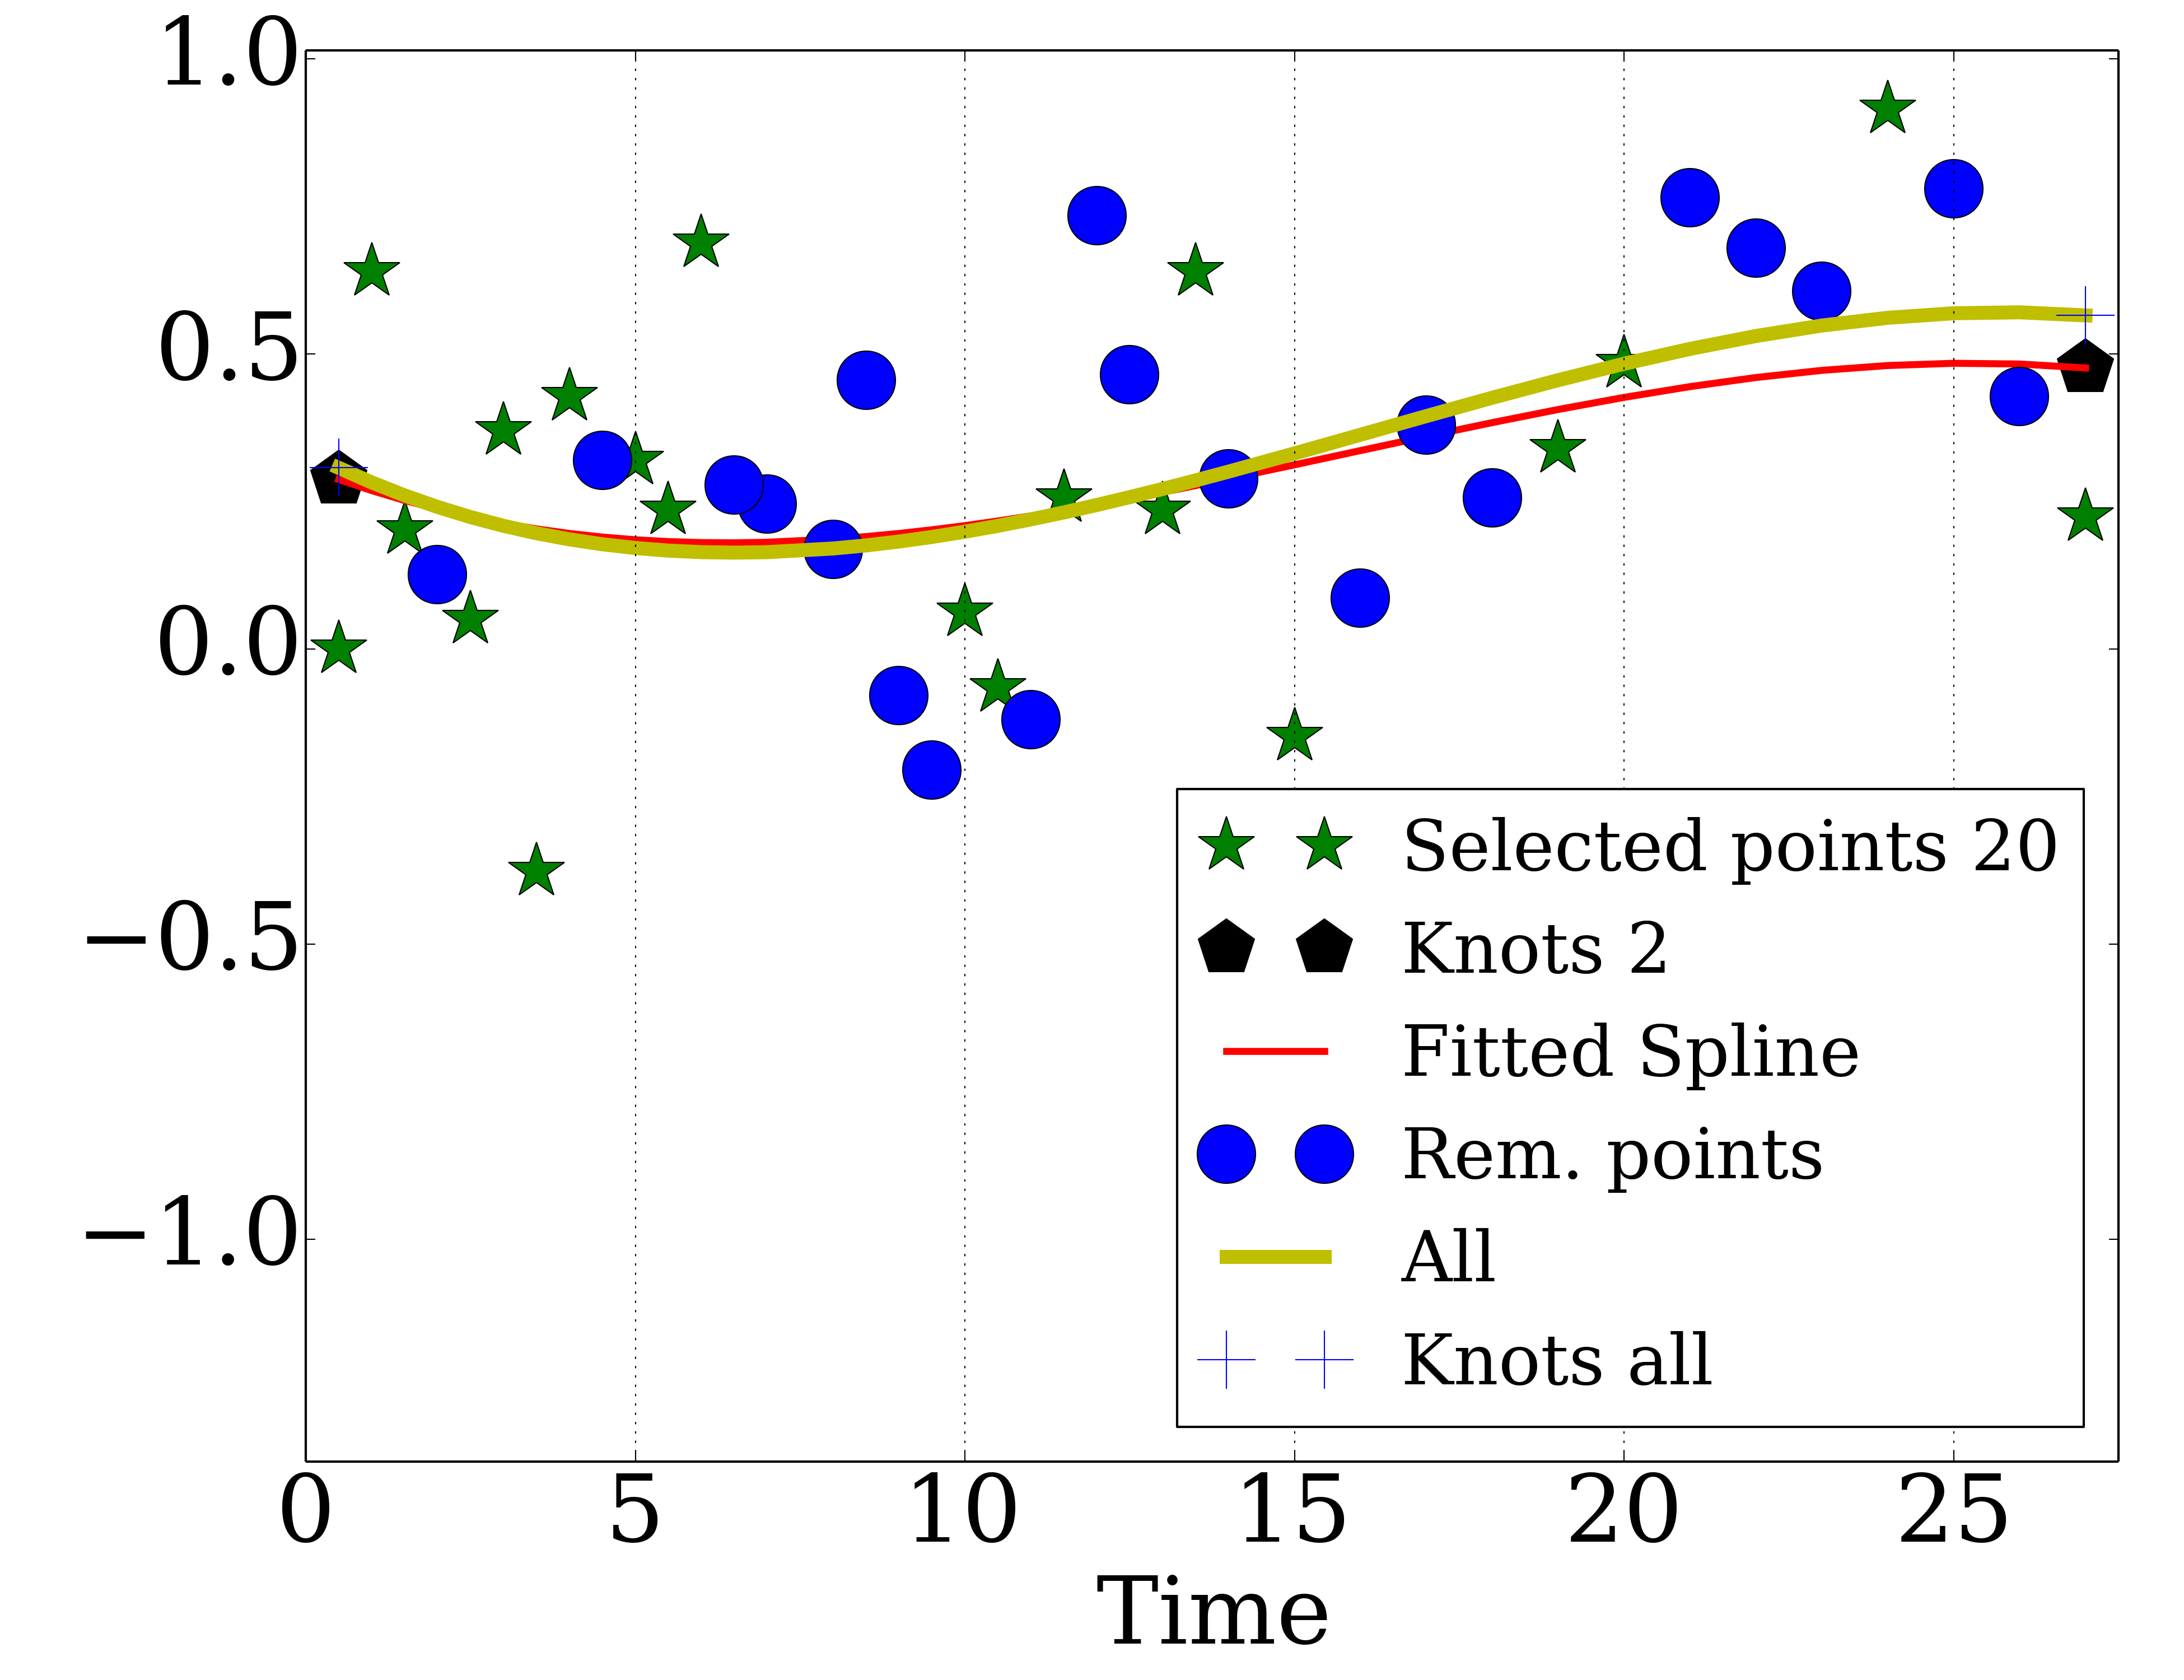 1.0
0.5
0.0
−0.5
−1.0
Selected points 20
Knots 2
Fitted Spline
Rem. points
All
Knots all
0 5 10 15 20 25
Time